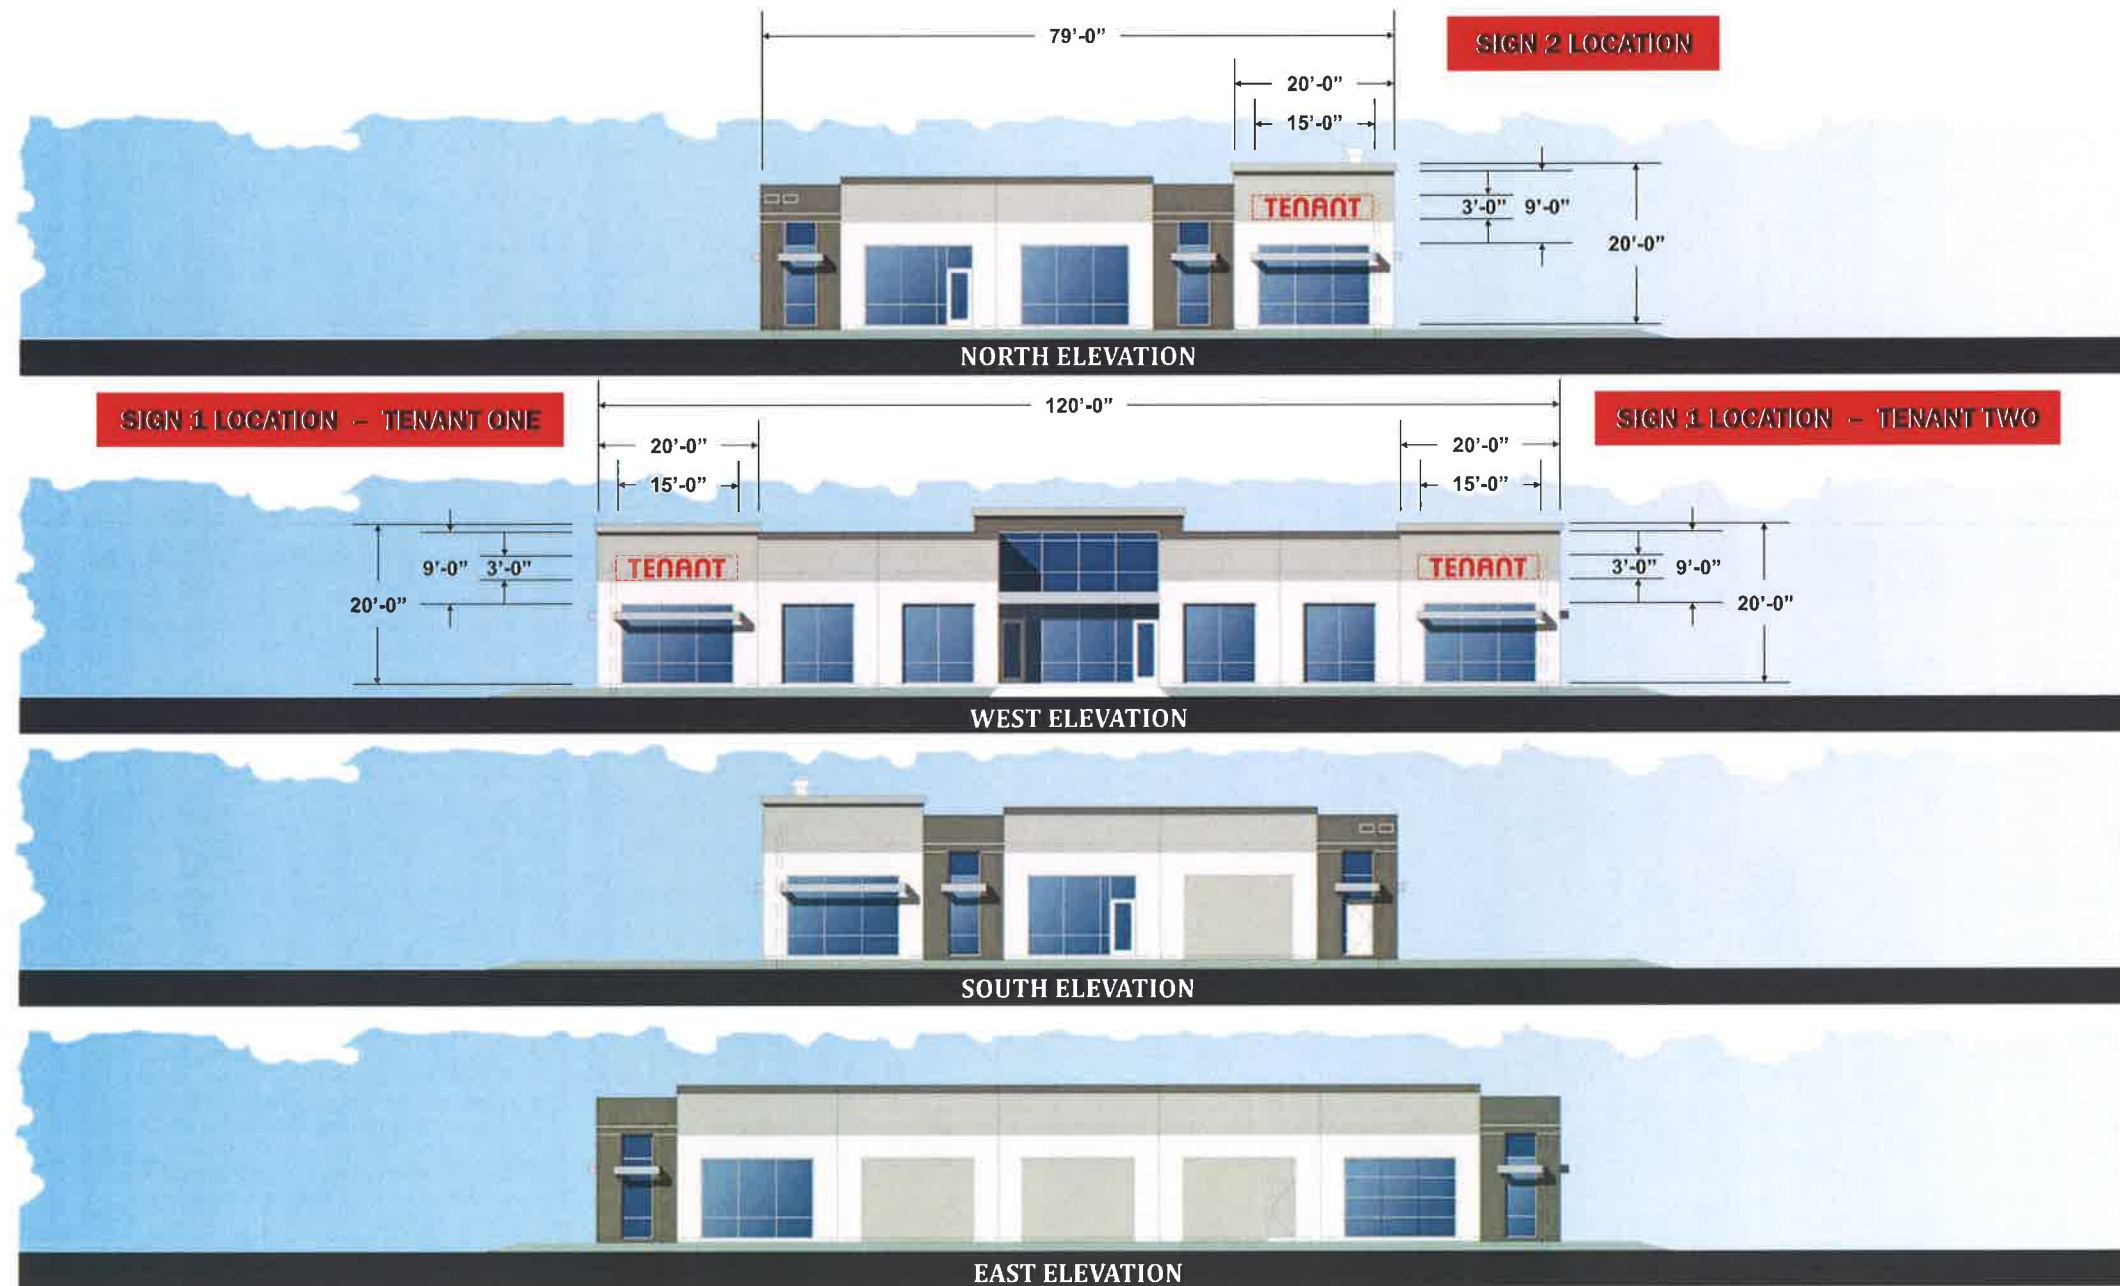 79'-0"
SIGN 2 LOCATION
20'-0"
15'-0"
TENANT
3'-0" 9'-0"
20'-0"
NORTH ELEVATION
SIGN 1 LOCATION – TENANT ONE
120'-0"
SIGN 1 LOCATION – TENANT TWO
20'-0"
20'-0"
15'-0"
15'-0"
9'-0" 3'-0"
TENANT
TENANT
3'-0" 9'-0"
20'-0"
20'-0"
WEST ELEVATION
SOUTH ELEVATION
EAST ELEVATION